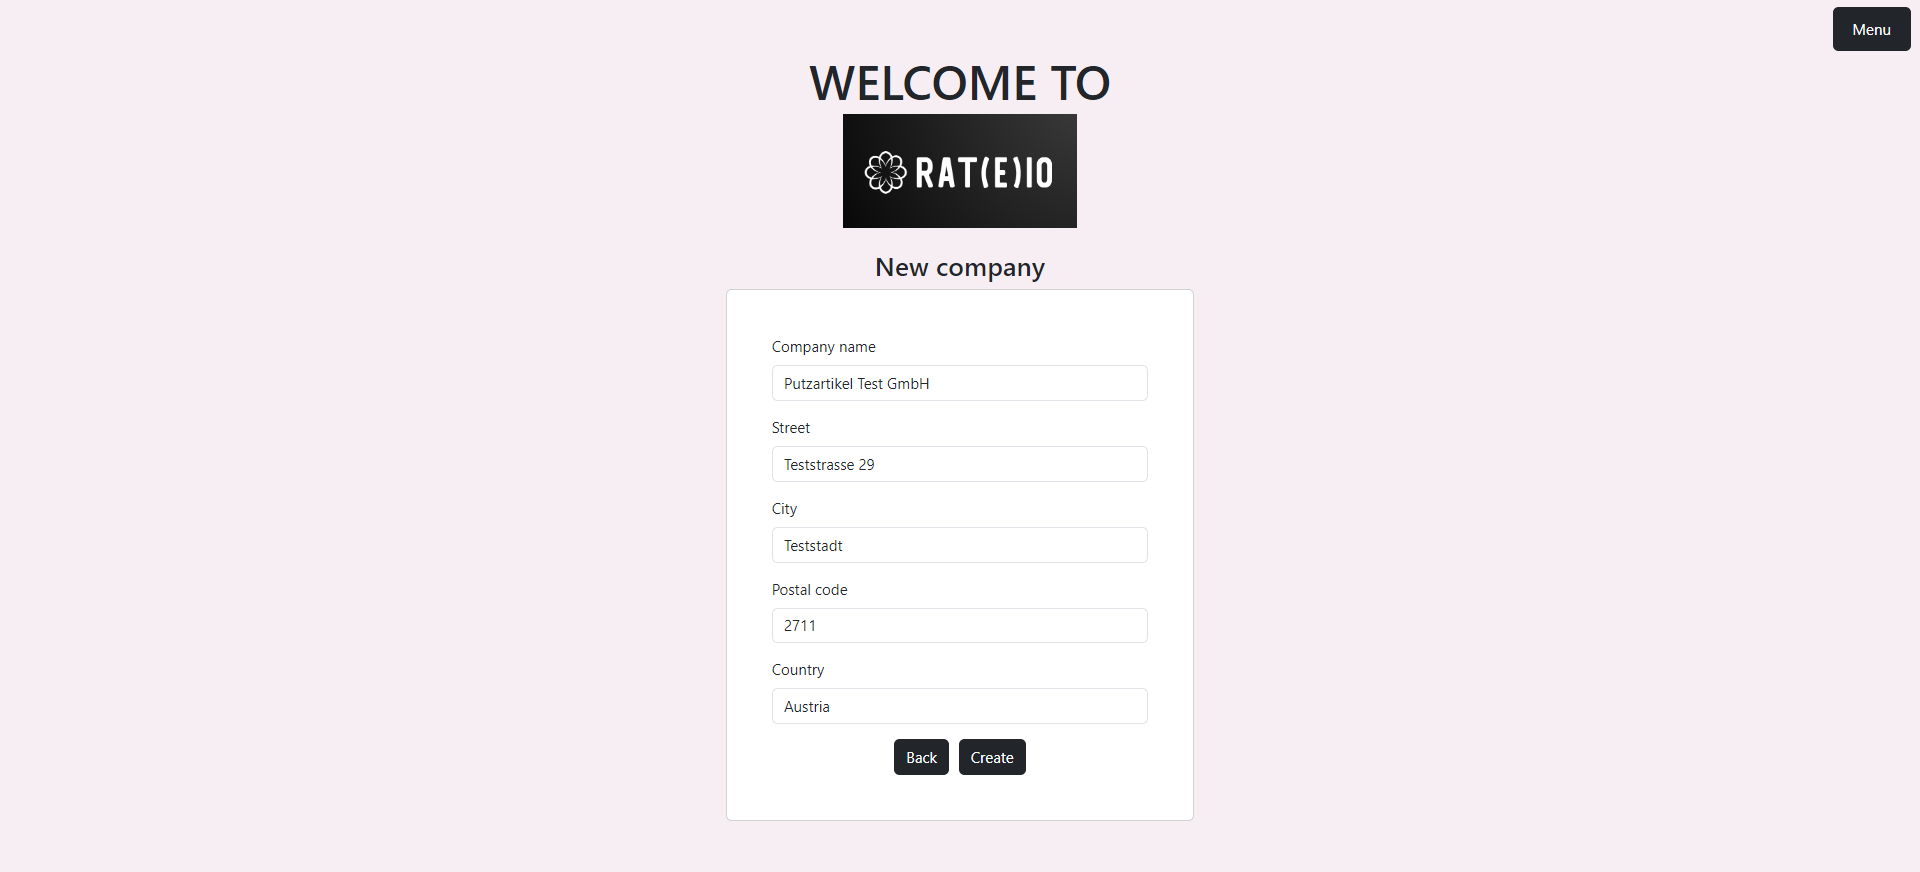 Menu
WELCOME TO
RAT(E)IO
New company
Company name
Putzartikel Test GmbH
Street
Teststrasse 29
City
Teststadt
Postal code
2711
Country
Austria
Back Create